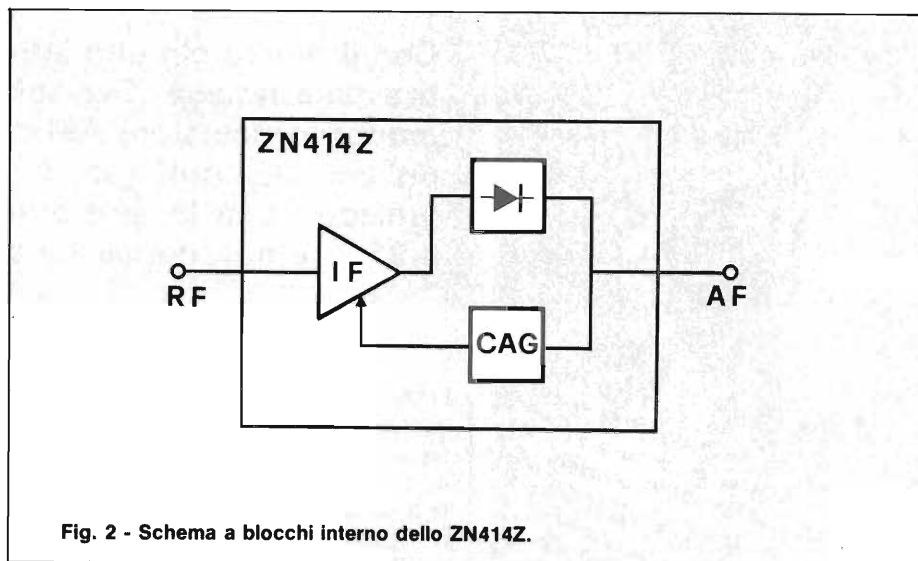 ZN414Z
IF
RF
AF
CAG
Fig. 2 - Schema a blocchi interno dello ZN414Z.